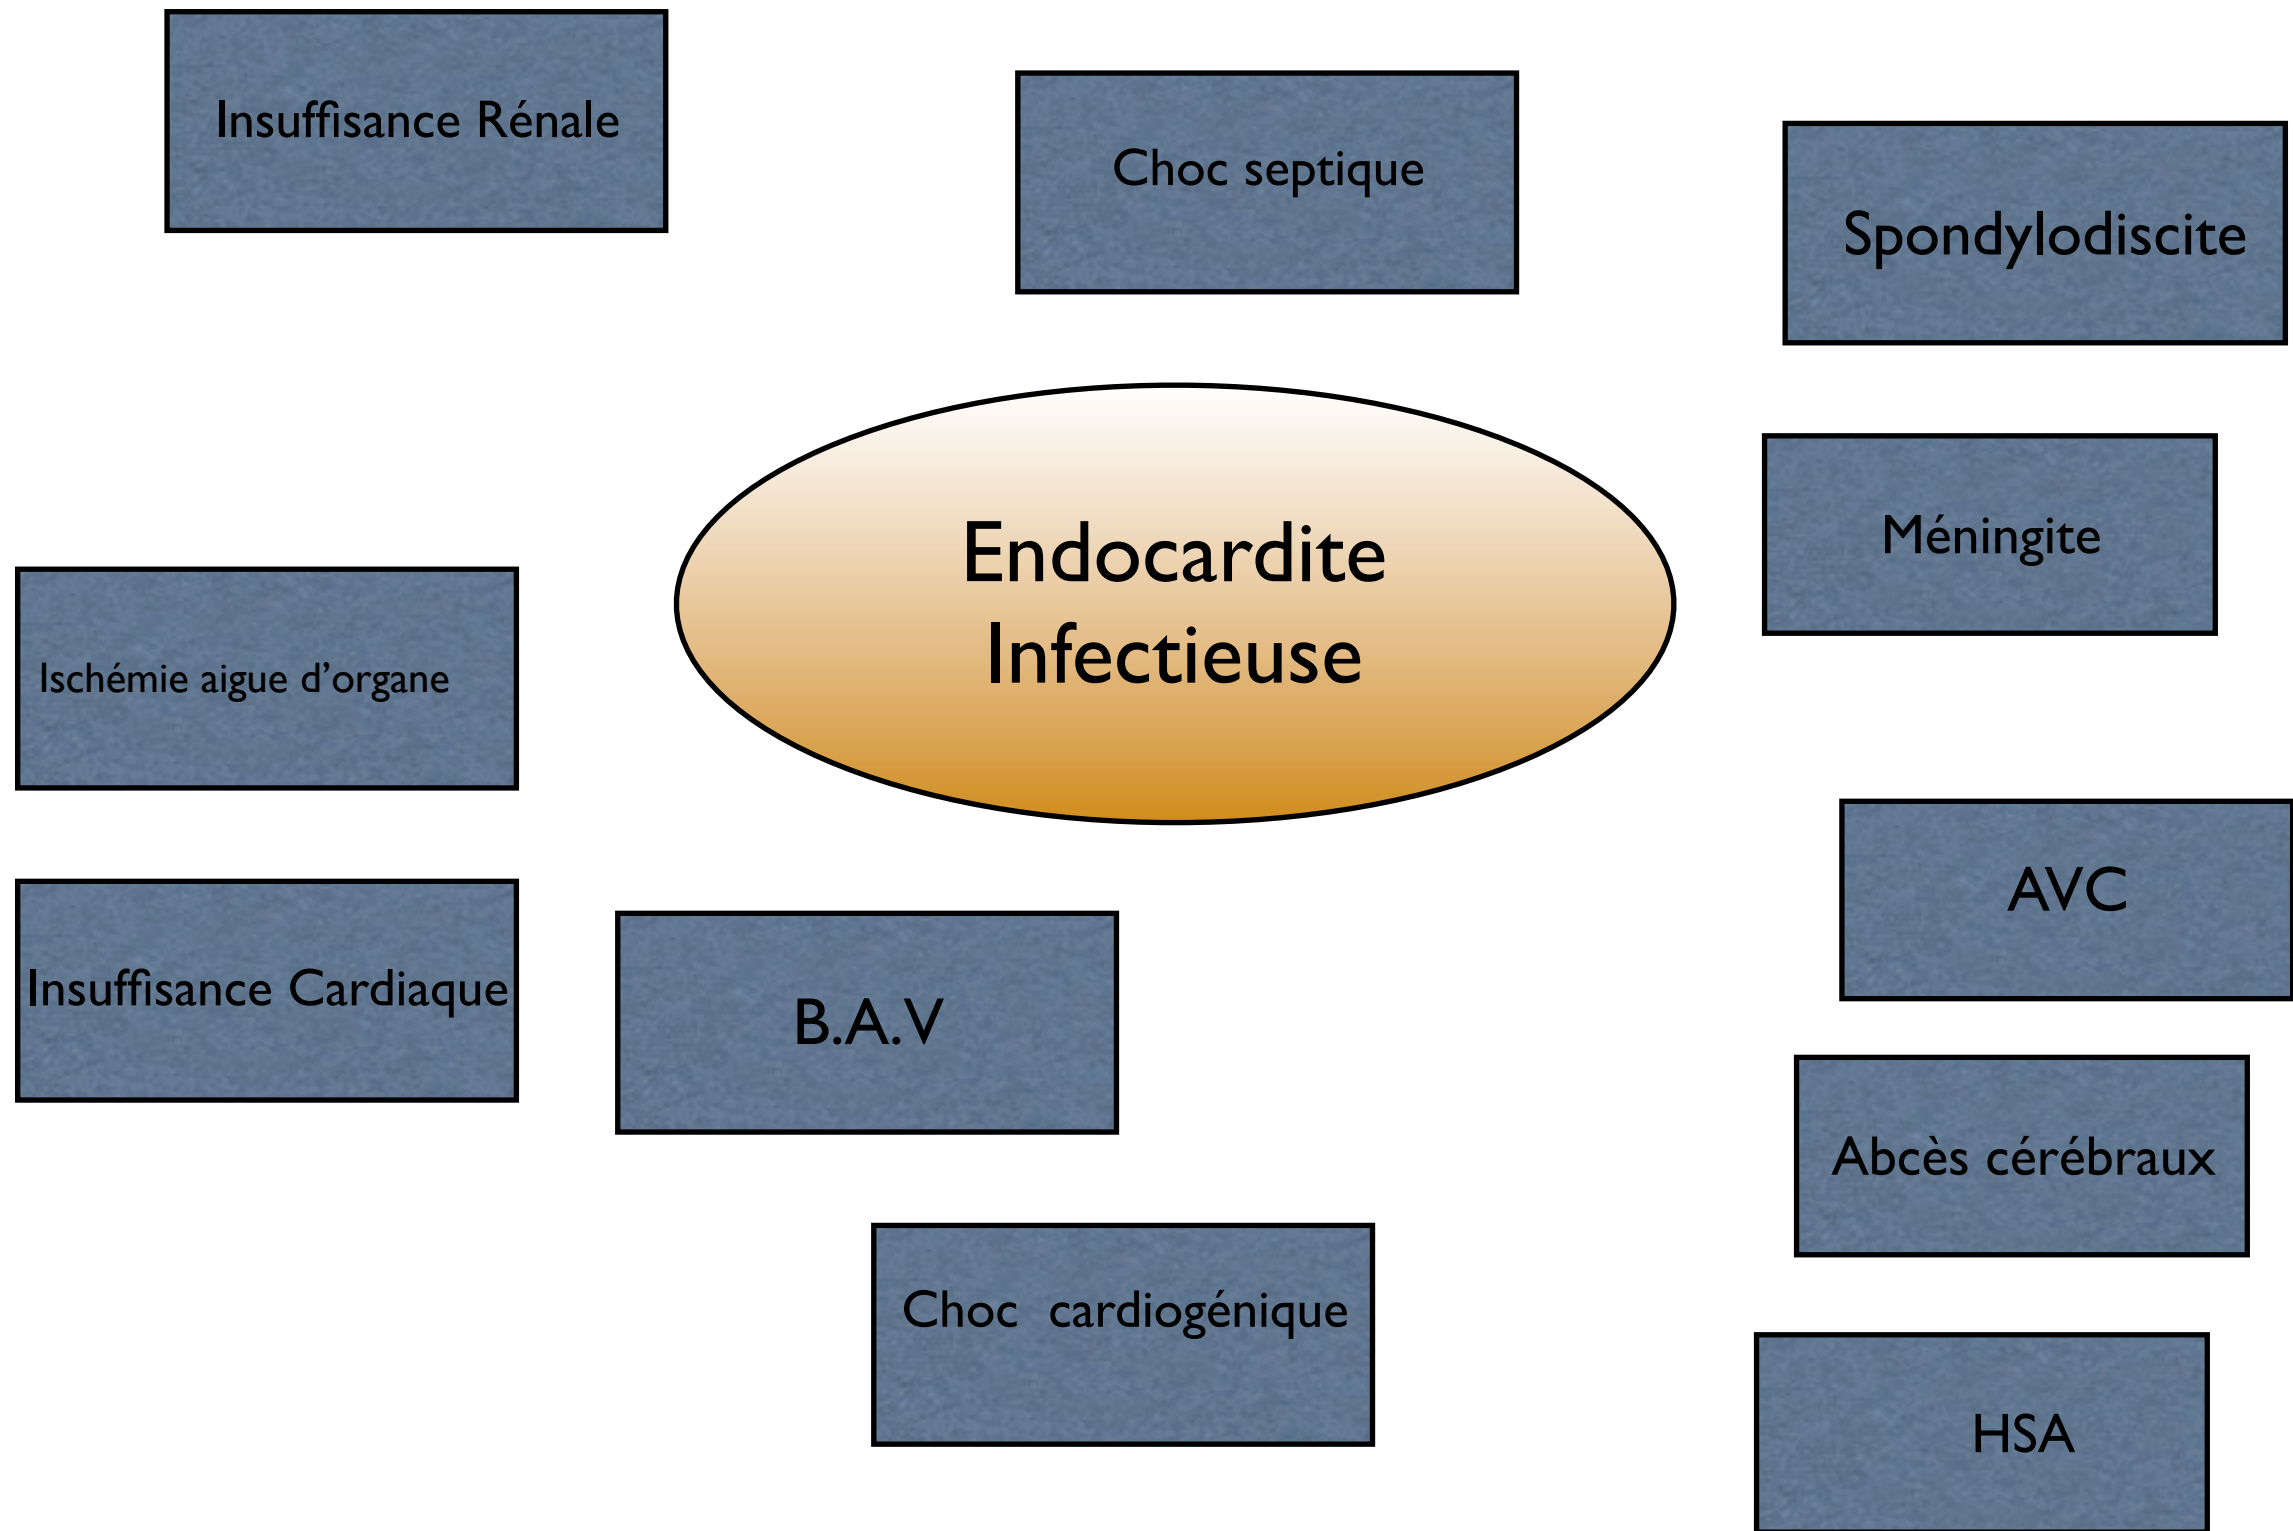 Insuffisance Rénale
Choc septique
Spondylodiscite
Endocardite
Infectieuse
Méningite
Ischémie aigue d’organe
AVC
Insuffisance Cardiaque
B.A.V
Abcès cérébraux
Choc  cardiogénique
HSA